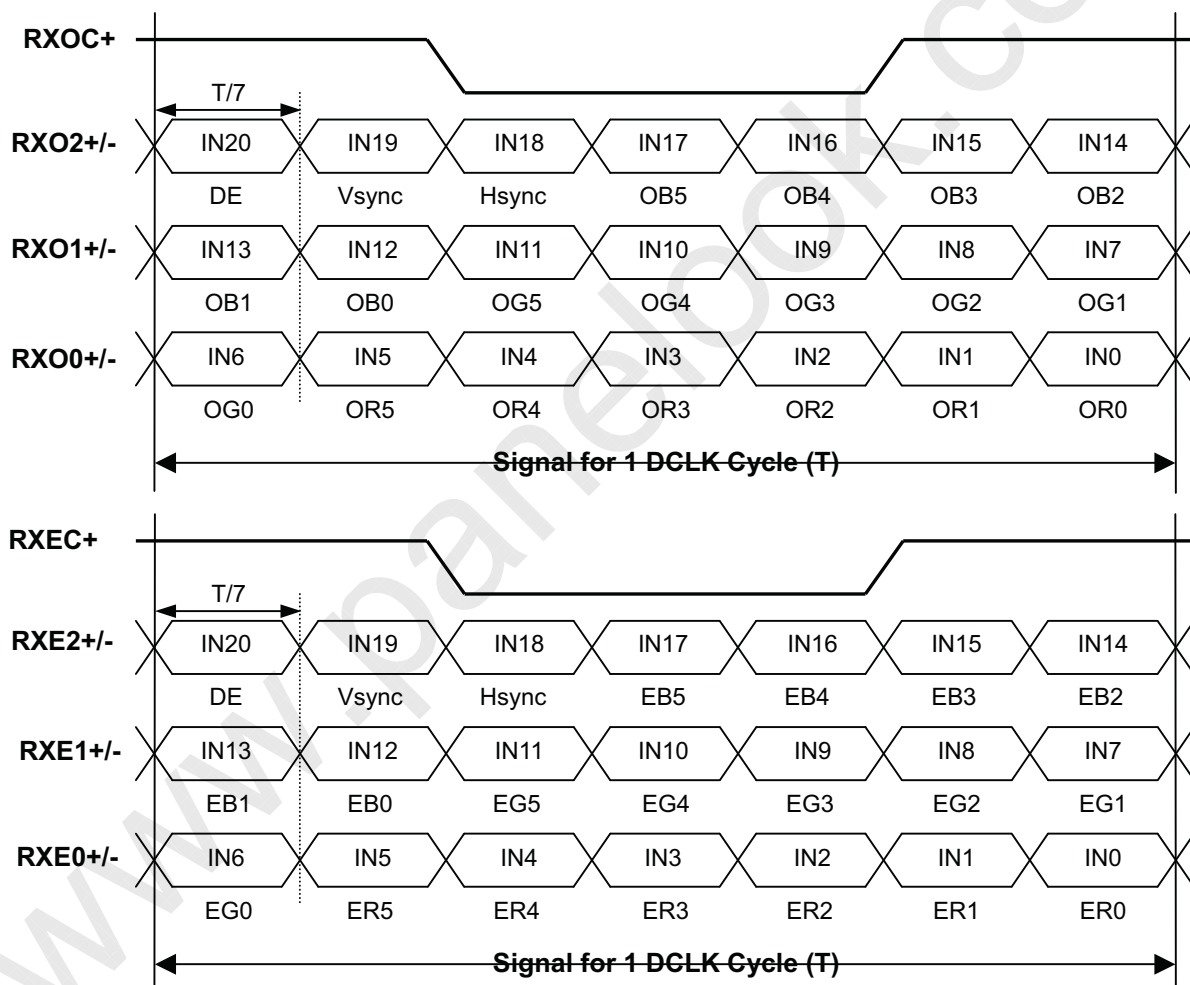 RXOC+
T/7
RXO2+/- IN20 IN19 IN18 IN17 IN16 IN15 IN14
DE Vsync Hsync OB5 OB4 OB3 OB2
RXO1+/- IN13 IN12 IN11 IN10 IN9 IN8 IN7
OB1 OB0 OG5 OG4 OG3 OG2 OG1
RXO0+/- IN6 IN5 IN4 IN3 IN2 IN1 IN0
OG0 OR5 OR4 OR3 OR2 OR1 OR0
Signal for 1 DCLK Cycle (T)
RXEC+
T/7
RXE2+/- IN20 IN19 IN18 IN17 IN16 IN15 IN14
DE Vsync Hsync EB5 EB4 EB3 EB2
RXE1+/- IN13 IN12 IN11 IN10 IN9 IN8 IN7
EB1 EB0 EG5 EG4 EG3 EG2 EG1
RXE0+/- IN6 IN5 IN4 IN3 IN2 IN1 IN0
EG0 ER5 ER4 ER3 ER2 ER1 ER0
Signal for 1 DCLK Cycle (T)
www.panelook.co